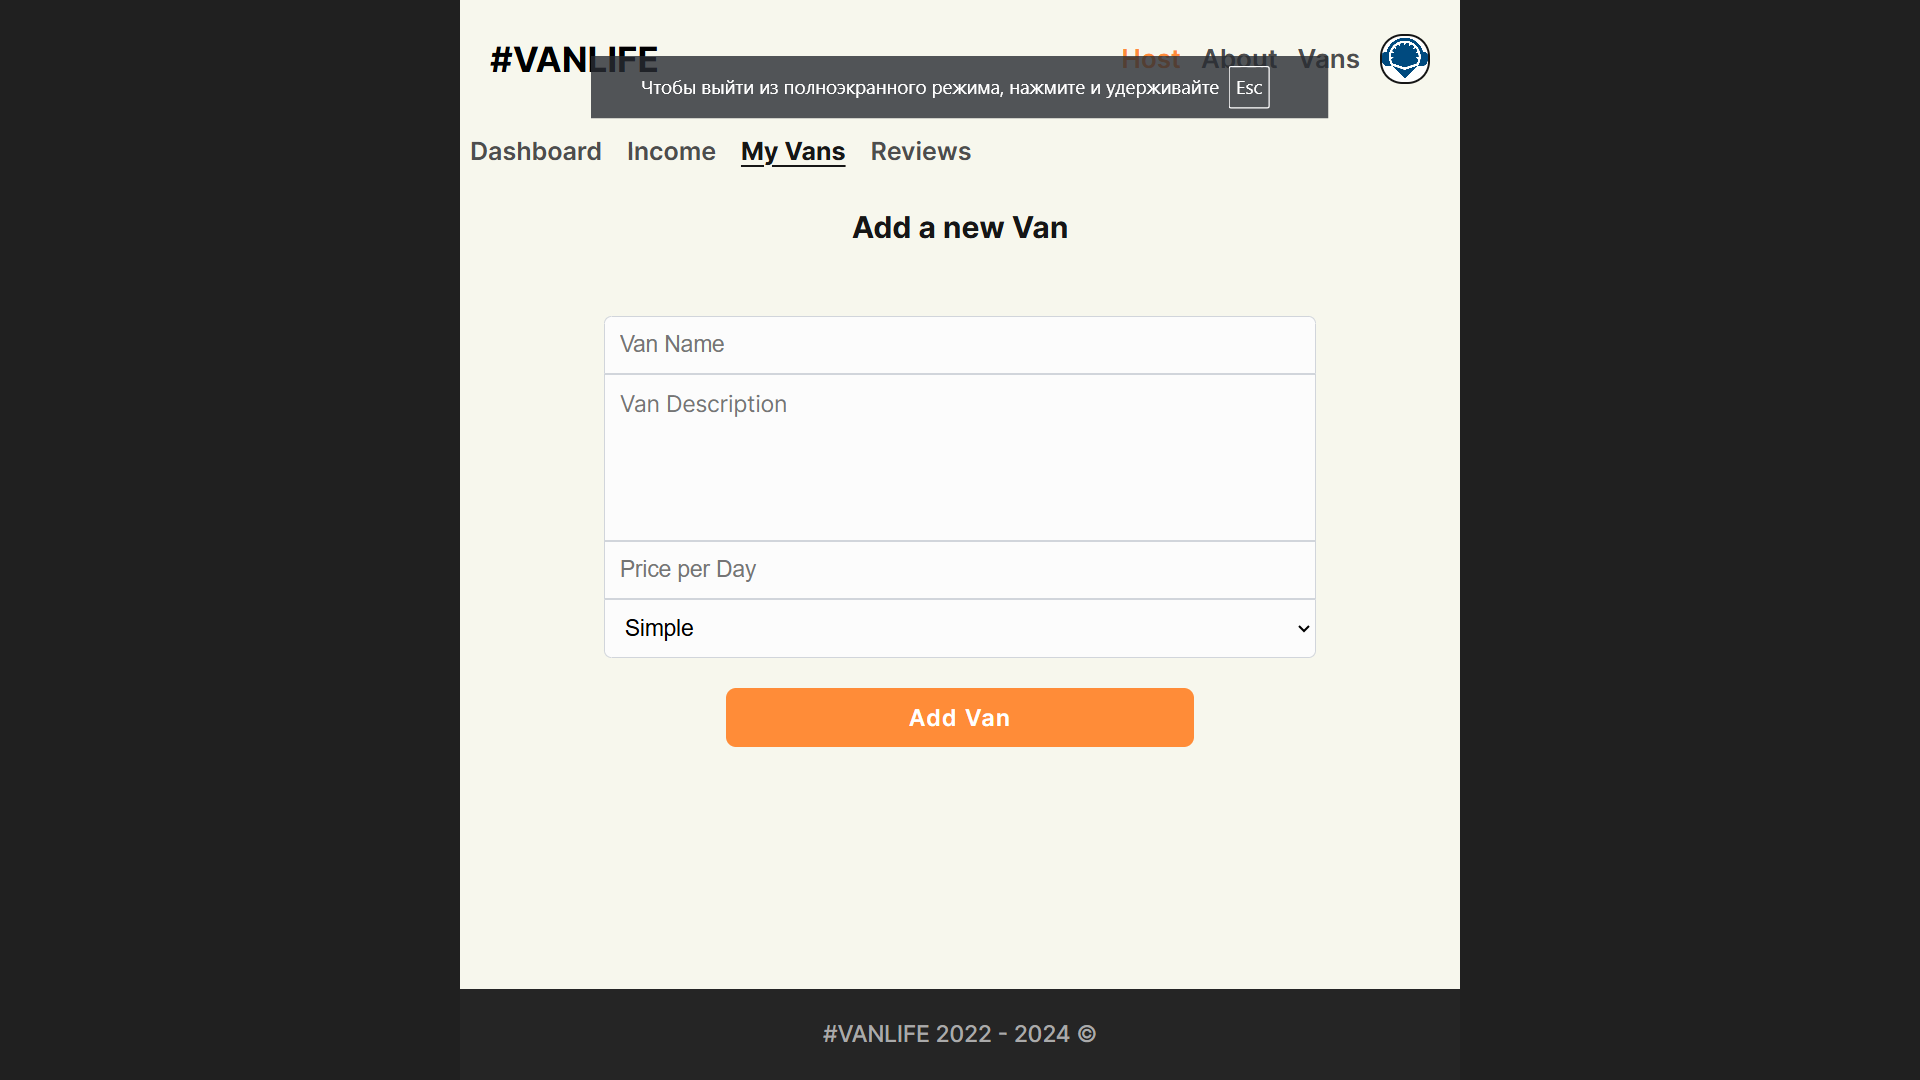 #VANLIFE
Host About Vans
Чтобы выйти из полноэкранного режима, нажмите и удерживайте Esc
Dashboard Income My Vans Reviews
Add a new Van
Van Name
Van Description
Price per Day
Simple
Add Van
#VANLIFE 2022 - 2024 ©